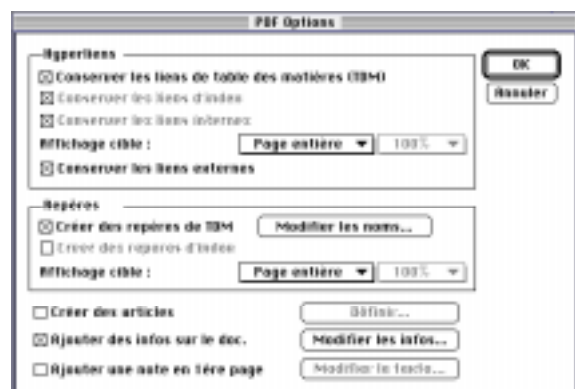 PDF Options
Hyperliens
Conserver les liens de table des matières (TDM)
Conserver les liens d'index
Conserver les liens internes
Affichage cible : Page entière 100%
Conserver les liens externes
Repères
Créer des repères de TDM Modifier les noms...
Créer des repères d'index
Affichage cible : Page entière 100%
Créer des articles Définir...
Ajouter des infos sur le doc. Modifier les infos...
Ajouter une note en 1ère page Modifier le texte...
OK
Annuler